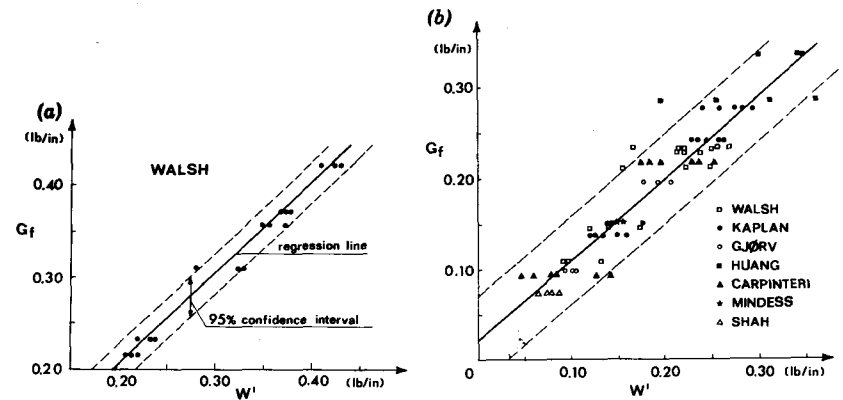 (a)
(lb/in)
WALSH
0.40
Gf
0.30
0.20
regression line
95% confidence interval
0.20
0.30
0.40
(lb/in)
W'
(b)
(lb/in)
0.30
Gf
0.20
0.10
0
WALSH
KAPLAN
GJØRV
HUANG
CARPINTERI
MINDESS
SHAH
0
0.10
0.20
0.30
(lb/in)
W'